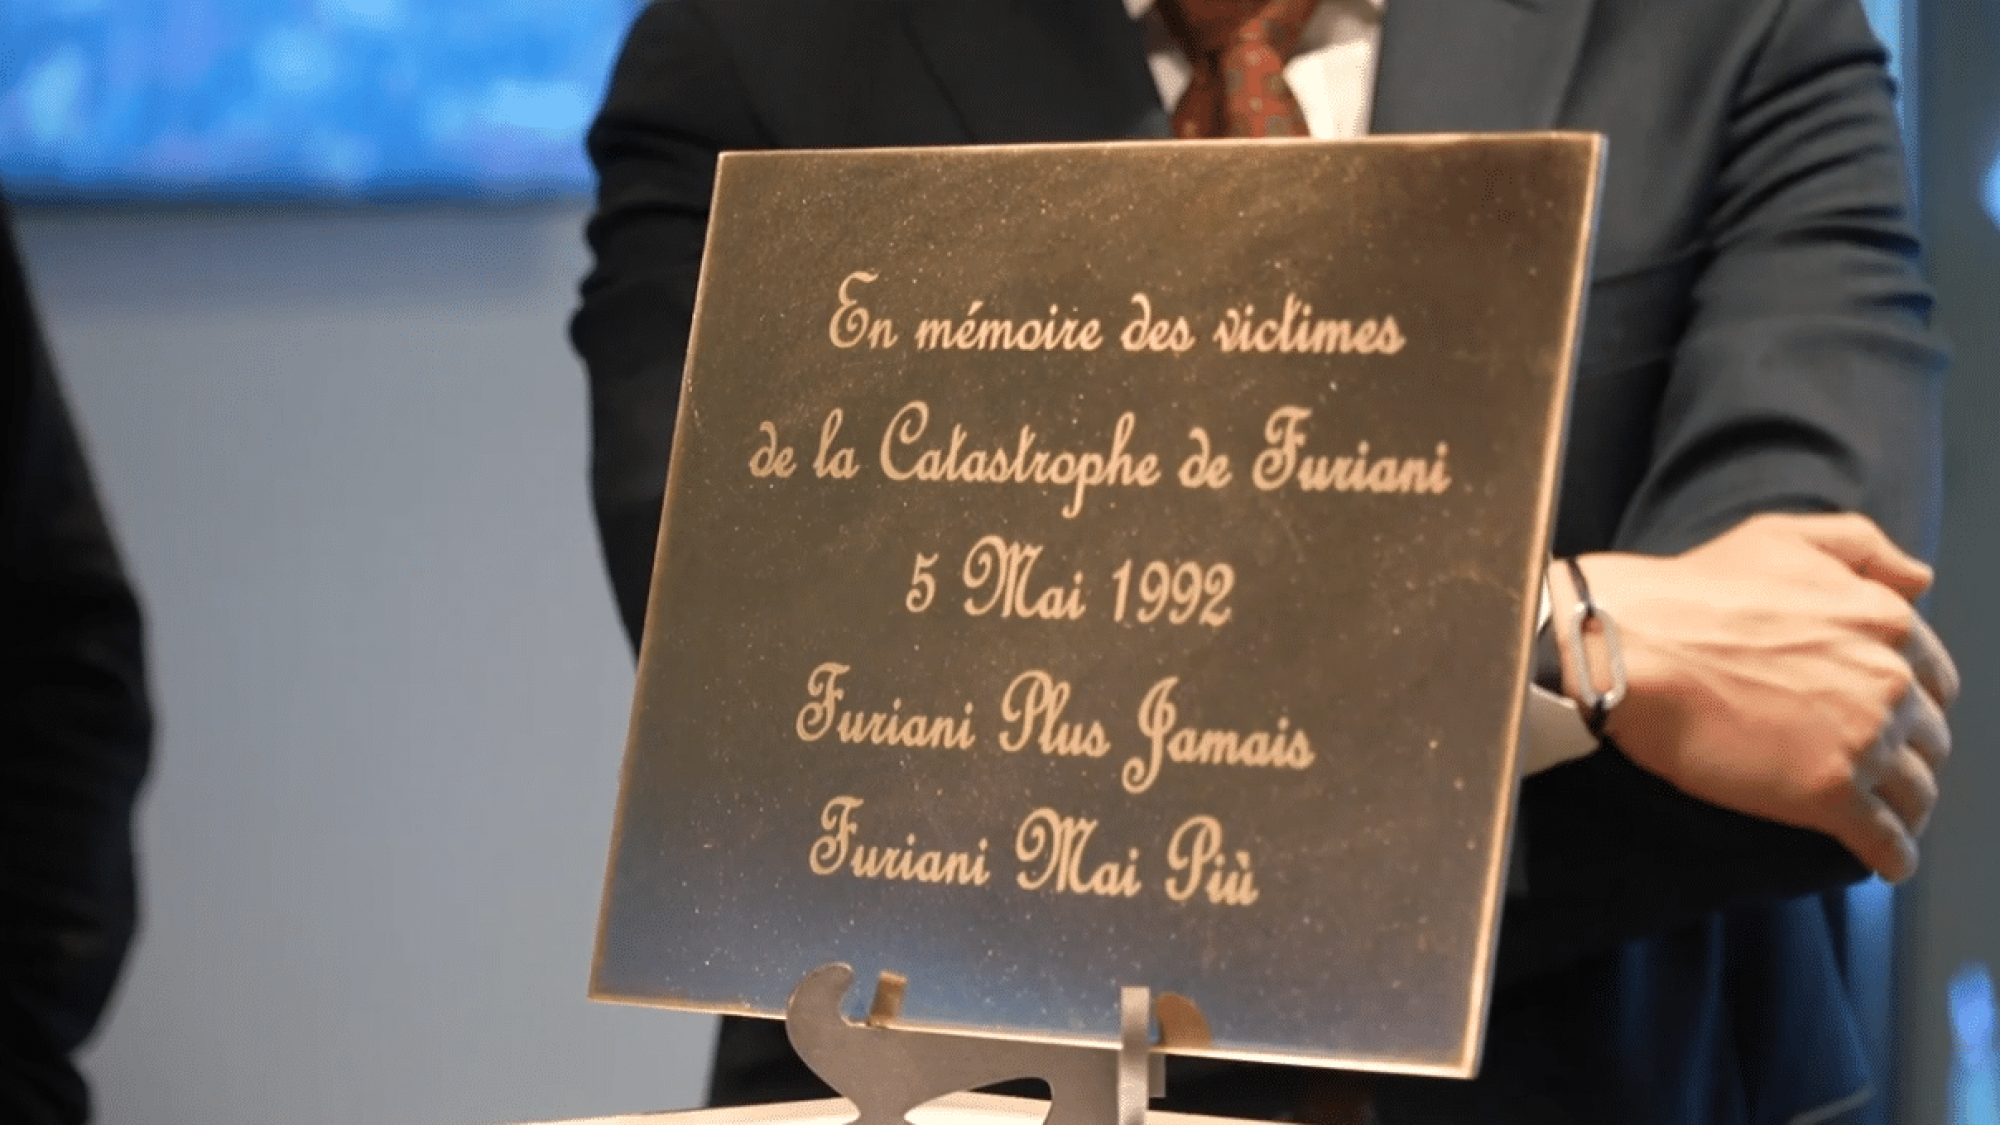 En mémoire des victimes
de la Catastrophe de Furiani
5 Mai 1992
Furiani Plus Jamais
Furiani Mai Più